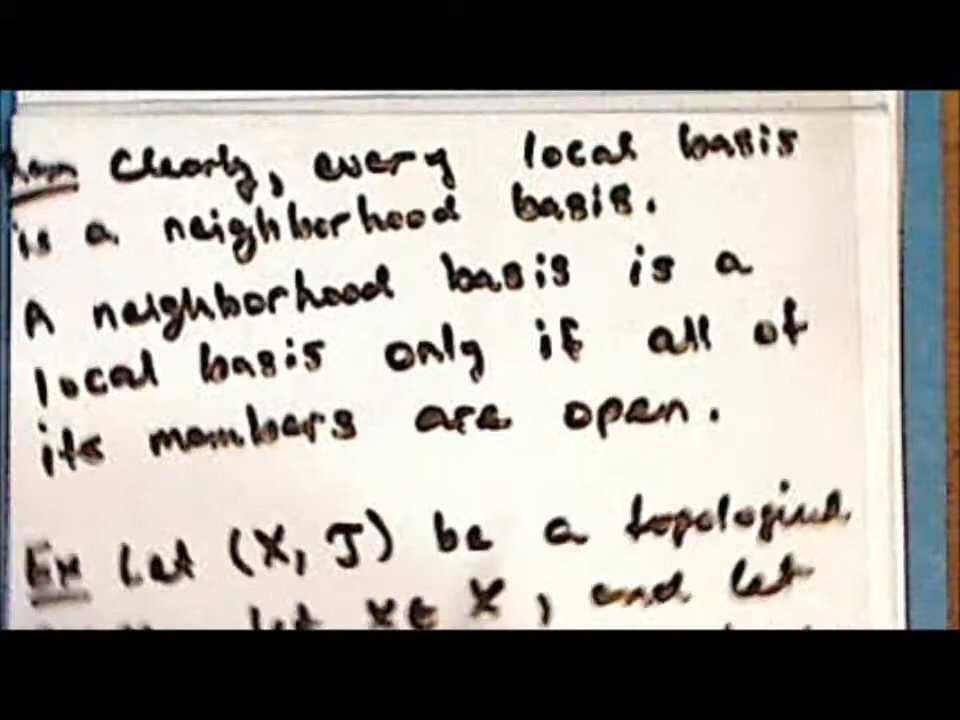 Rem Clearly, every local basis
is a neighborhood basis.
A neighborhood basis is a
local basis only if all of
its members are open.
Ex Let (X, J) be a topological
let x ∈ X, and let